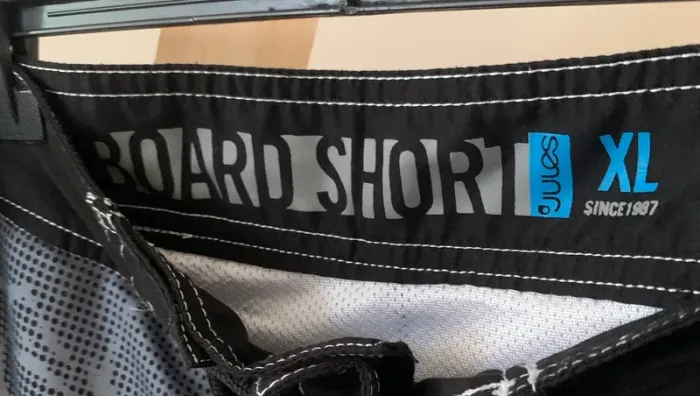 BOARD SHORT
JULES
XL
SINCE1987